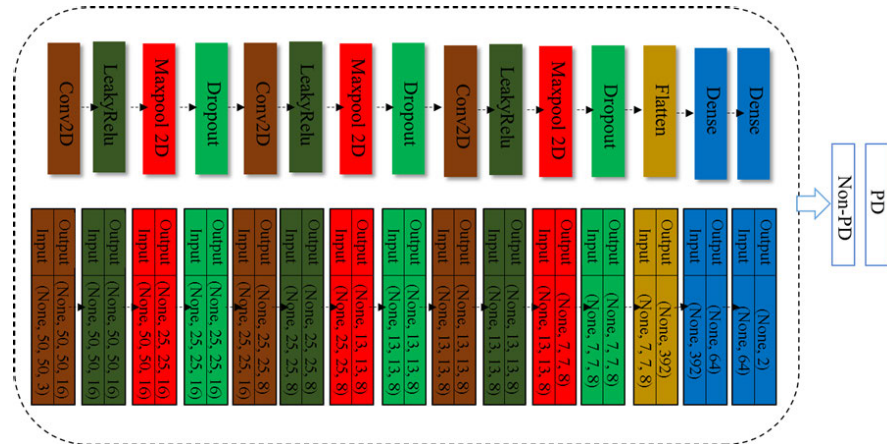 Conv2D
LeakyRelu
Maxpool 2D
Dropout
Conv2D
LeakyRelu
Maxpool 2D
Dropout
Conv2D
LeakyRelu
Maxpool 2D
Dropout
Flatten
Dense
Dense
Input (None, 50, 50, 3)
Output (None, 50, 50, 16)
Input (None, 50, 50, 16)
Output (None, 50, 50, 16)
Input (None, 50, 50, 16)
Output (None, 25, 25, 16)
Input (None, 25, 25, 16)
Output (None, 25, 25, 16)
Input (None, 25, 25, 16)
Output (None, 25, 25, 8)
Input (None, 25, 25, 8)
Output (None, 25, 25, 8)
Input (None, 25, 25, 8)
Output (None, 13, 13, 8)
Input (None, 13, 13, 8)
Output (None, 13, 13, 8)
Input (None, 13, 13, 8)
Output (None, 13, 13, 8)
Input (None, 13, 13, 8)
Output (None, 13, 13, 8)
Input (None, 13, 13, 8)
Output (None, 7, 7, 8)
Input (None, 7, 7, 8)
Output (None, 7, 7, 8)
Input (None, 7, 7, 8)
Output (None, 392)
Input (None, 392)
Output (None, 64)
Input (None, 64)
Output (None, 2)
Non-PD
PD